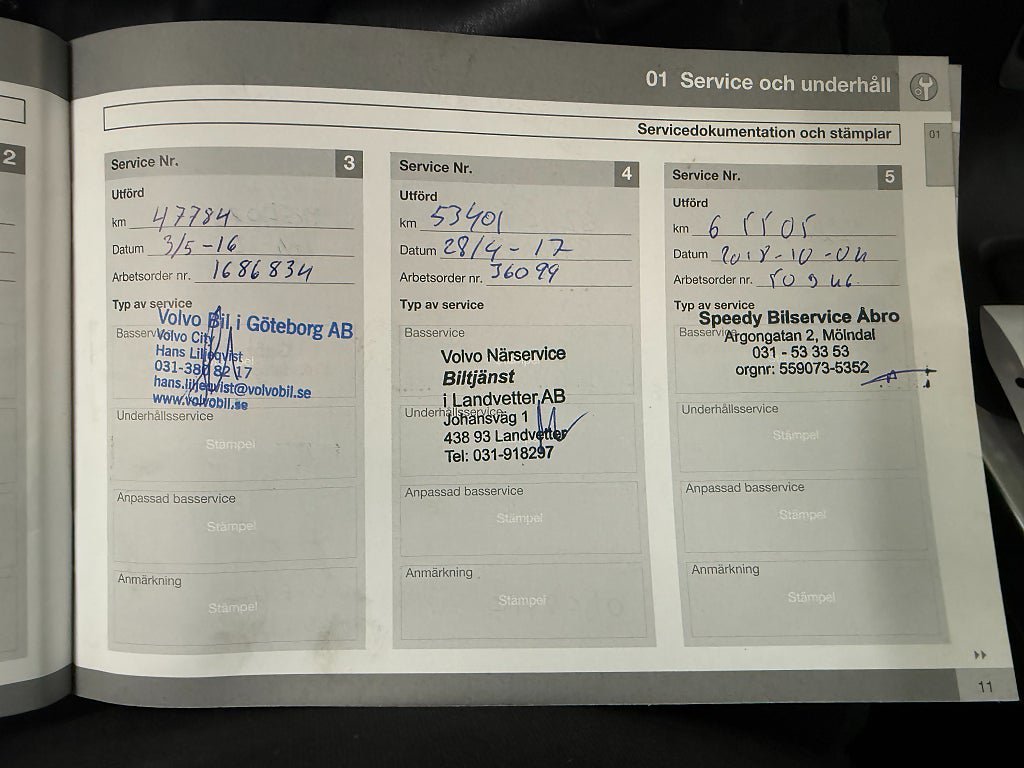 01 Service och underhåll
Servicedokumentation och stämplar
01
2
Service Nr. 3
Utförd
km 47784
Datum 3/5-16
Arbetsorder nr. 1686834
Typ av service
Volvo Bil i Göteborg AB
Basservice
Volvo City
Hans Liljeqvist
031-380 82 17
hans.liljeqvist@volvobil.se
www.volvobil.se
Underhållsservice
Stämpel
Anpassad basservice
Stämpel
Anmärkning
Stämpel
Service Nr. 4
Utförd
km 53401
Datum 28/4-17
Arbetsorder nr. 36099
Typ av service
Basservice
Volvo Närservice
Biltjänst
i Landvetter AB
Underhållsservice
Johansväg 1
438 93 Landvetter
Tel: 031-918297
Anpassad basservice
Stämpel
Anmärkning
Stämpel
Service Nr. 5
Utförd
km 65505
Datum 2018-10-04
Arbetsorder nr.
Typ av service
Speedy Bilservice Åbro
Basservice
Argongatan 2, Mölndal
031 - 53 33 53
orgnr: 559073-5352
Underhållsservice
Stämpel
Anpassad basservice
Stämpel
Anmärkning
Stämpel
11